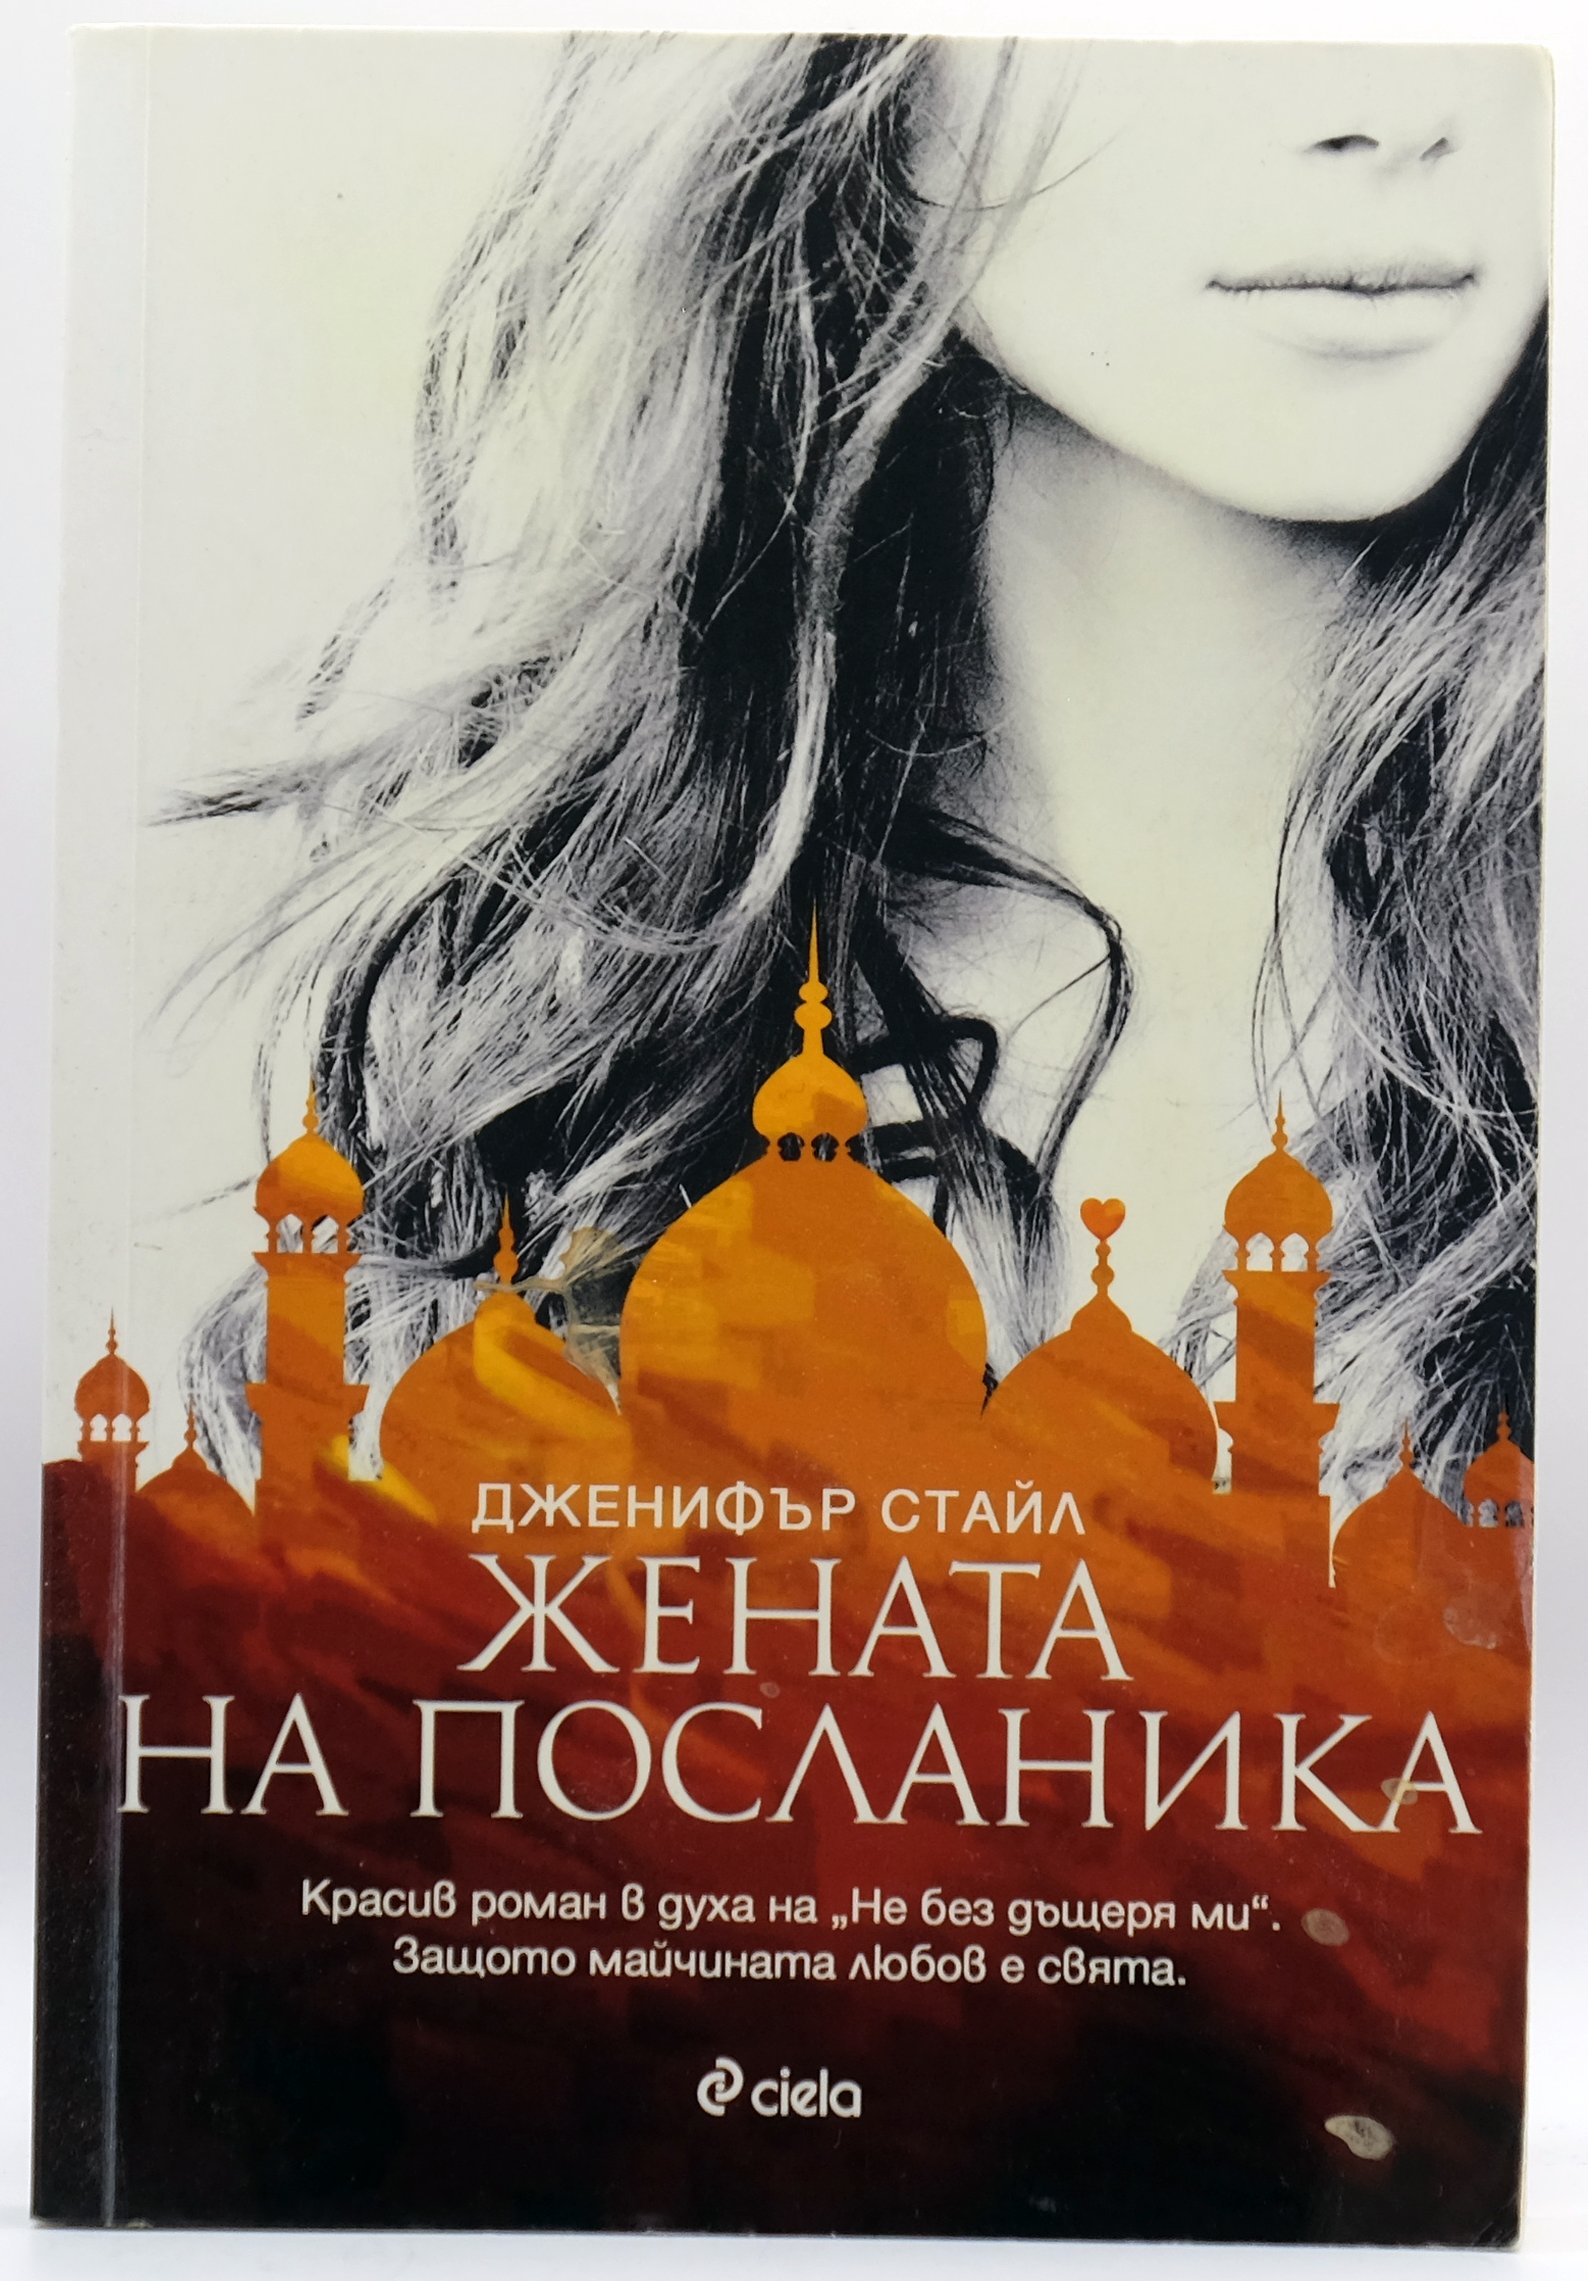 ДЖЕНИФЪР СТАЙЛ
ЖЕНАТА
НА ПОСЛАНИКА
Красив роман в духа на „Не без дъщеря ми“.
Защото майчината любов е свята.
ciela